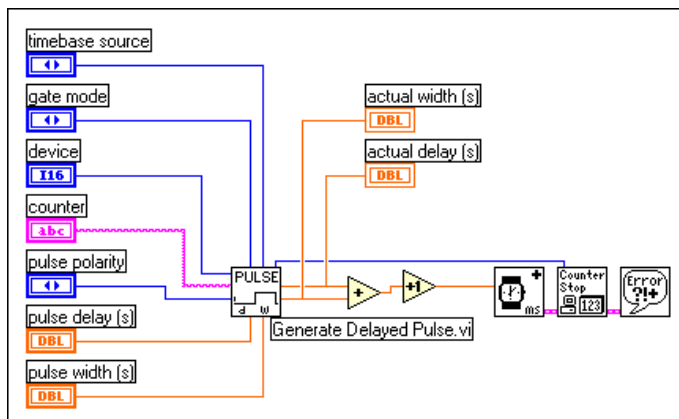 timebase source
gate mode
device
I16
counter
abc
pulse polarity
pulse delay (s)
DBL
pulse width (s)
DBL
actual width (s)
DBL
actual delay (s)
DBL
PULSE
d W
Generate Delayed Pulse.vi
+
+1
+
ms
Counter
Stop
123
Error
?!+